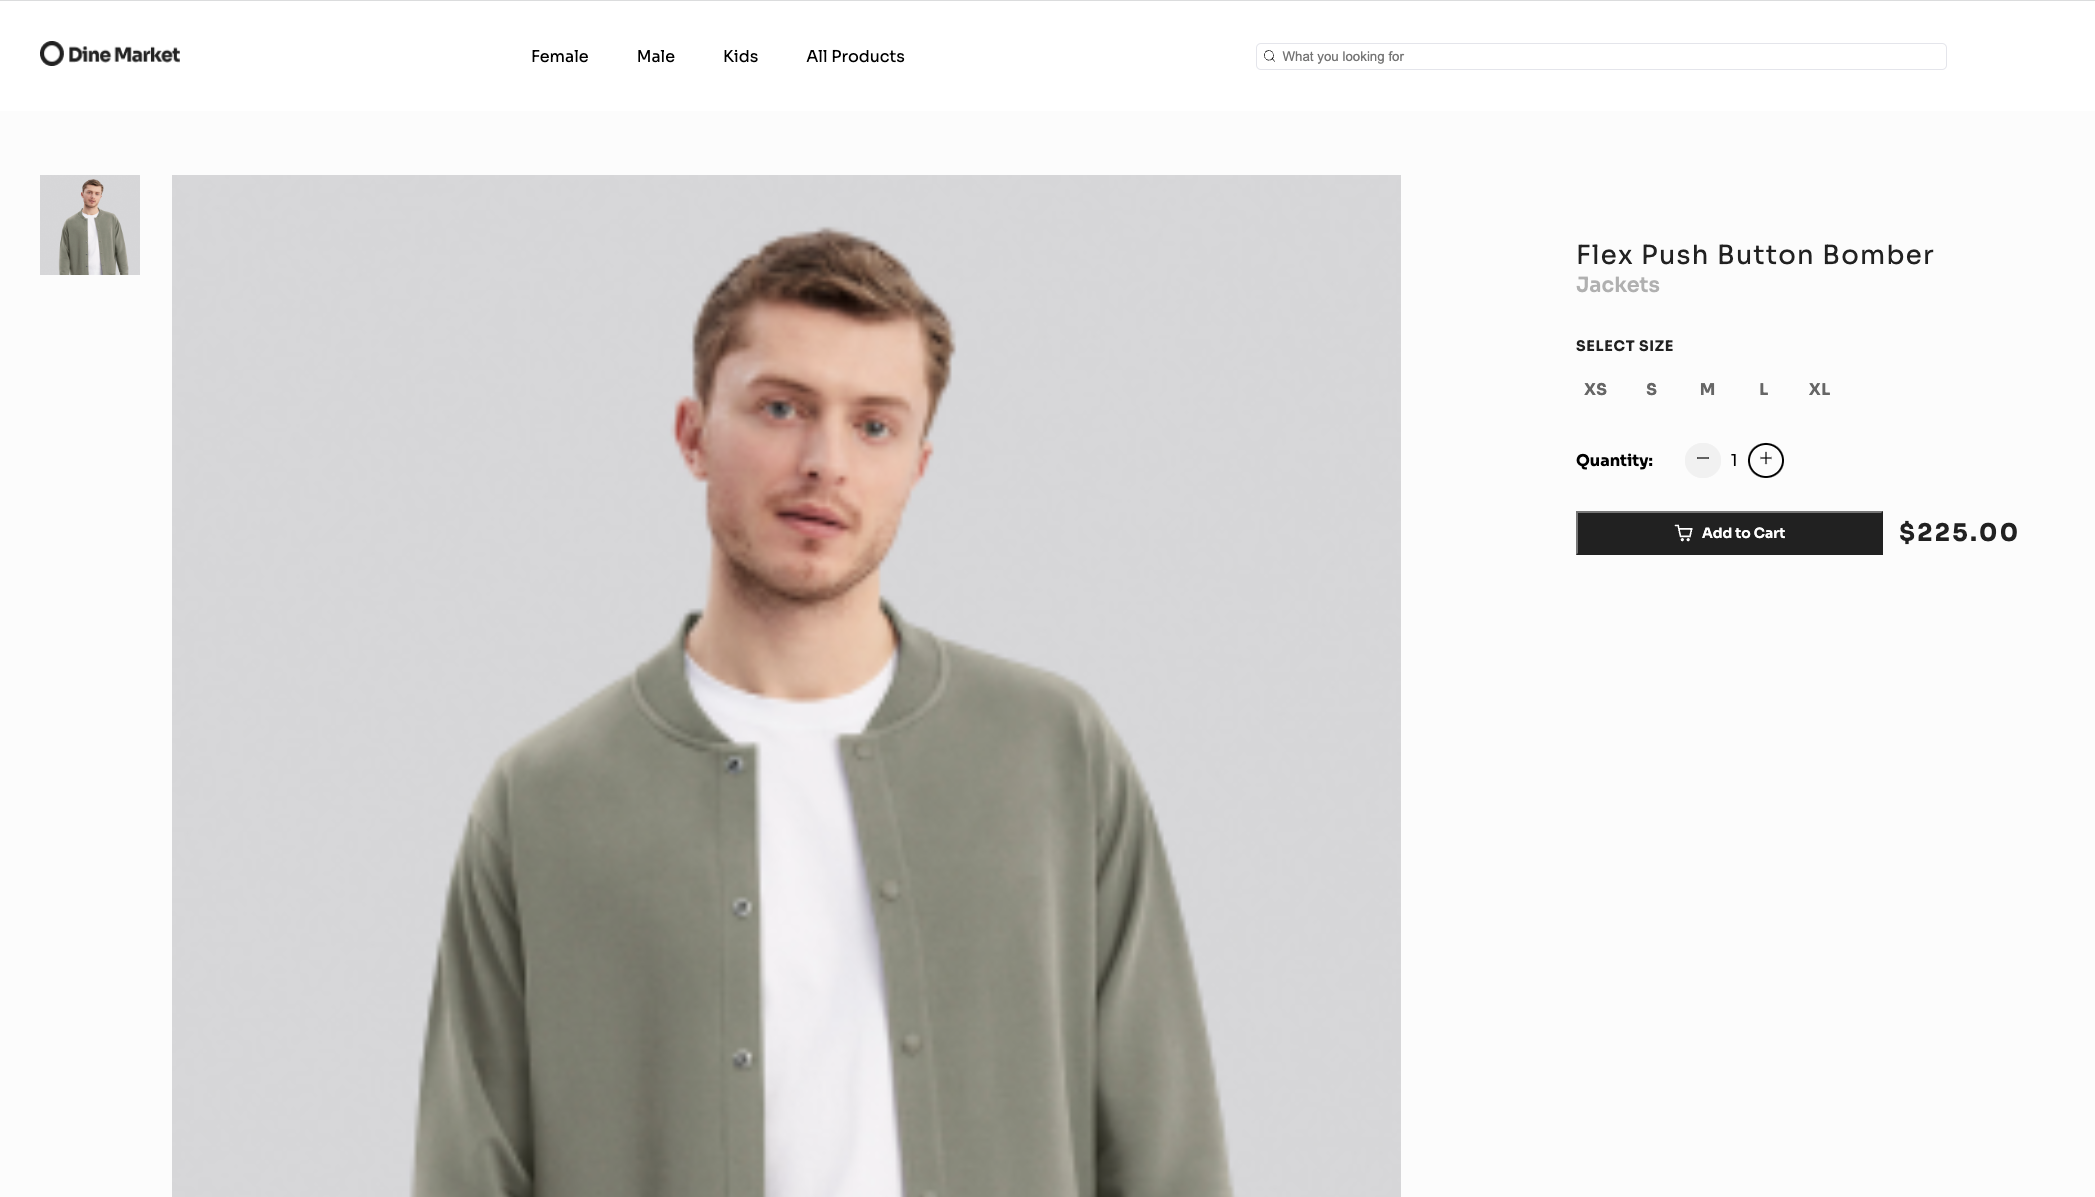 Dine Market
Female
Male
Kids
All Products
What you looking for
Flex Push Button Bomber
Jackets
SELECT SIZE
XS S M L XL
Quantity: − 1 +
Add to Cart $225.00